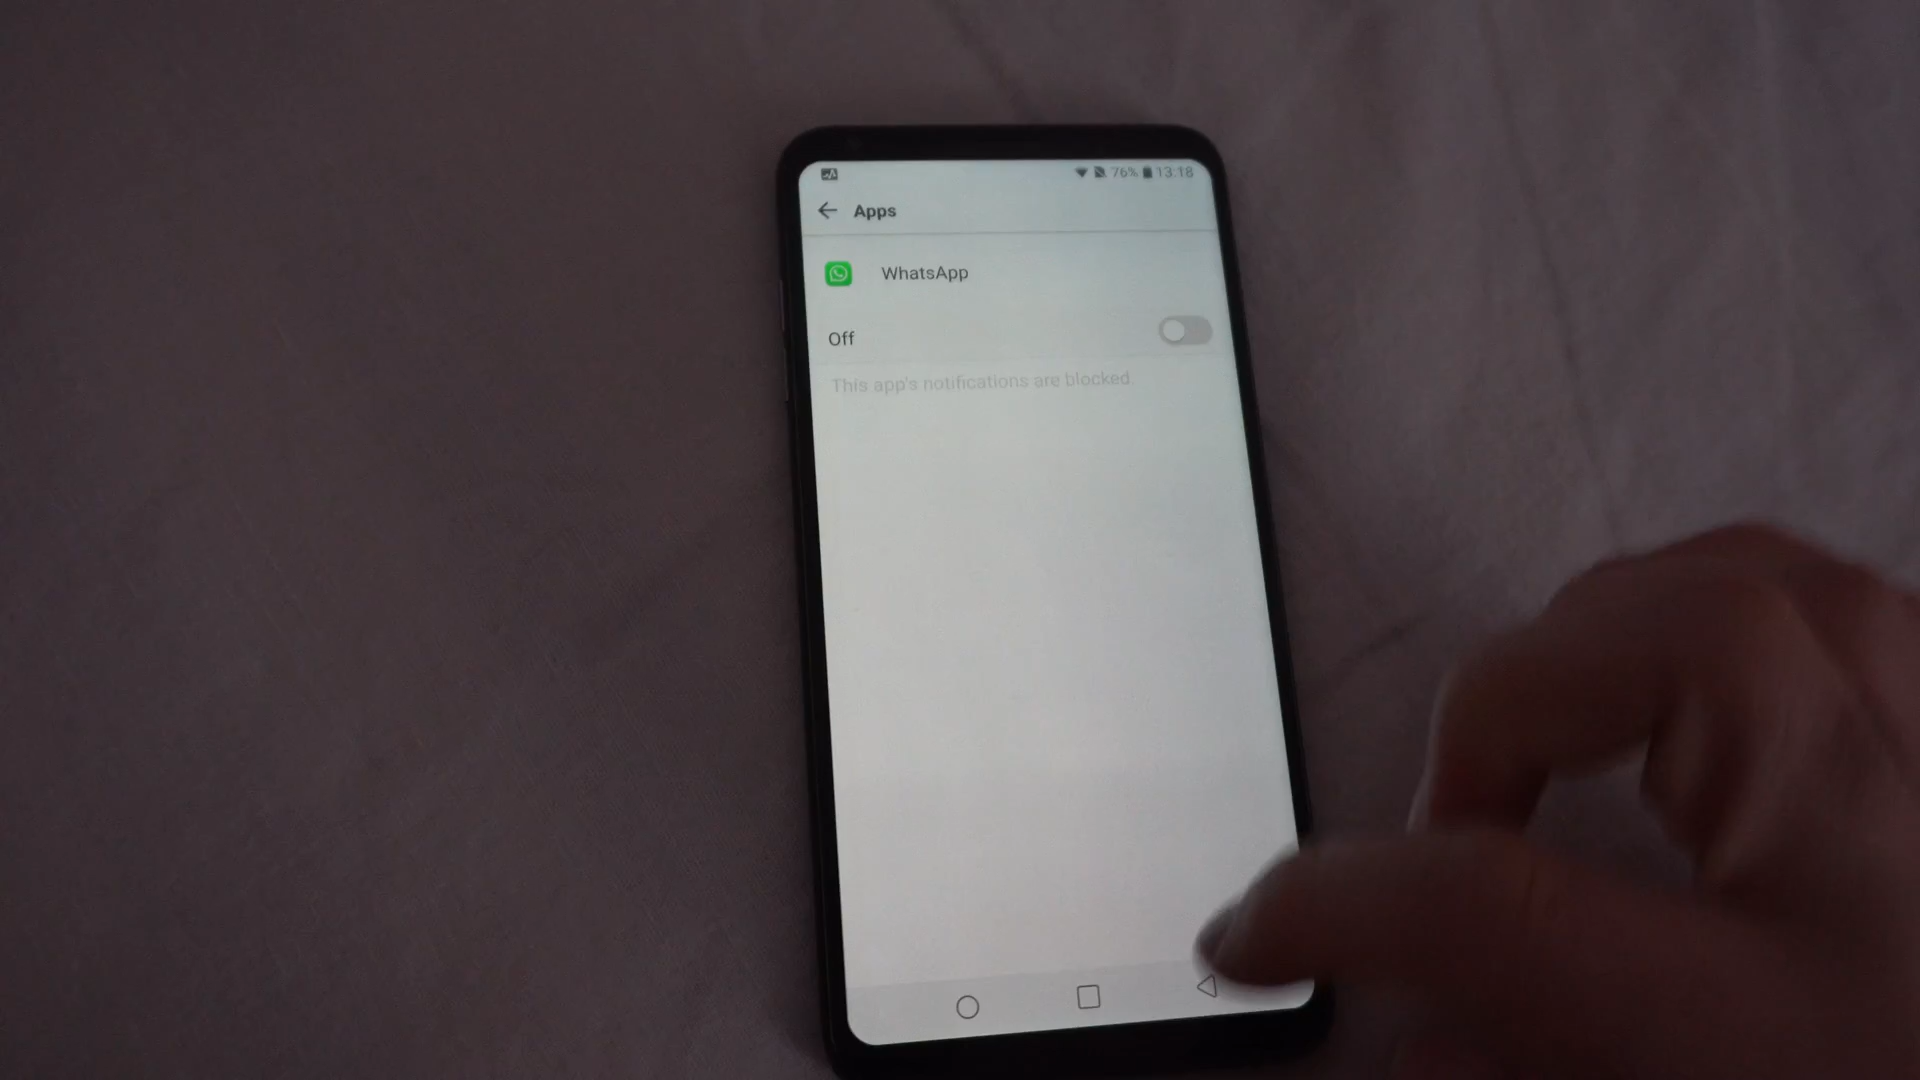 76% 13:18
Apps
WhatsApp
Off
This app's notifications are blocked.